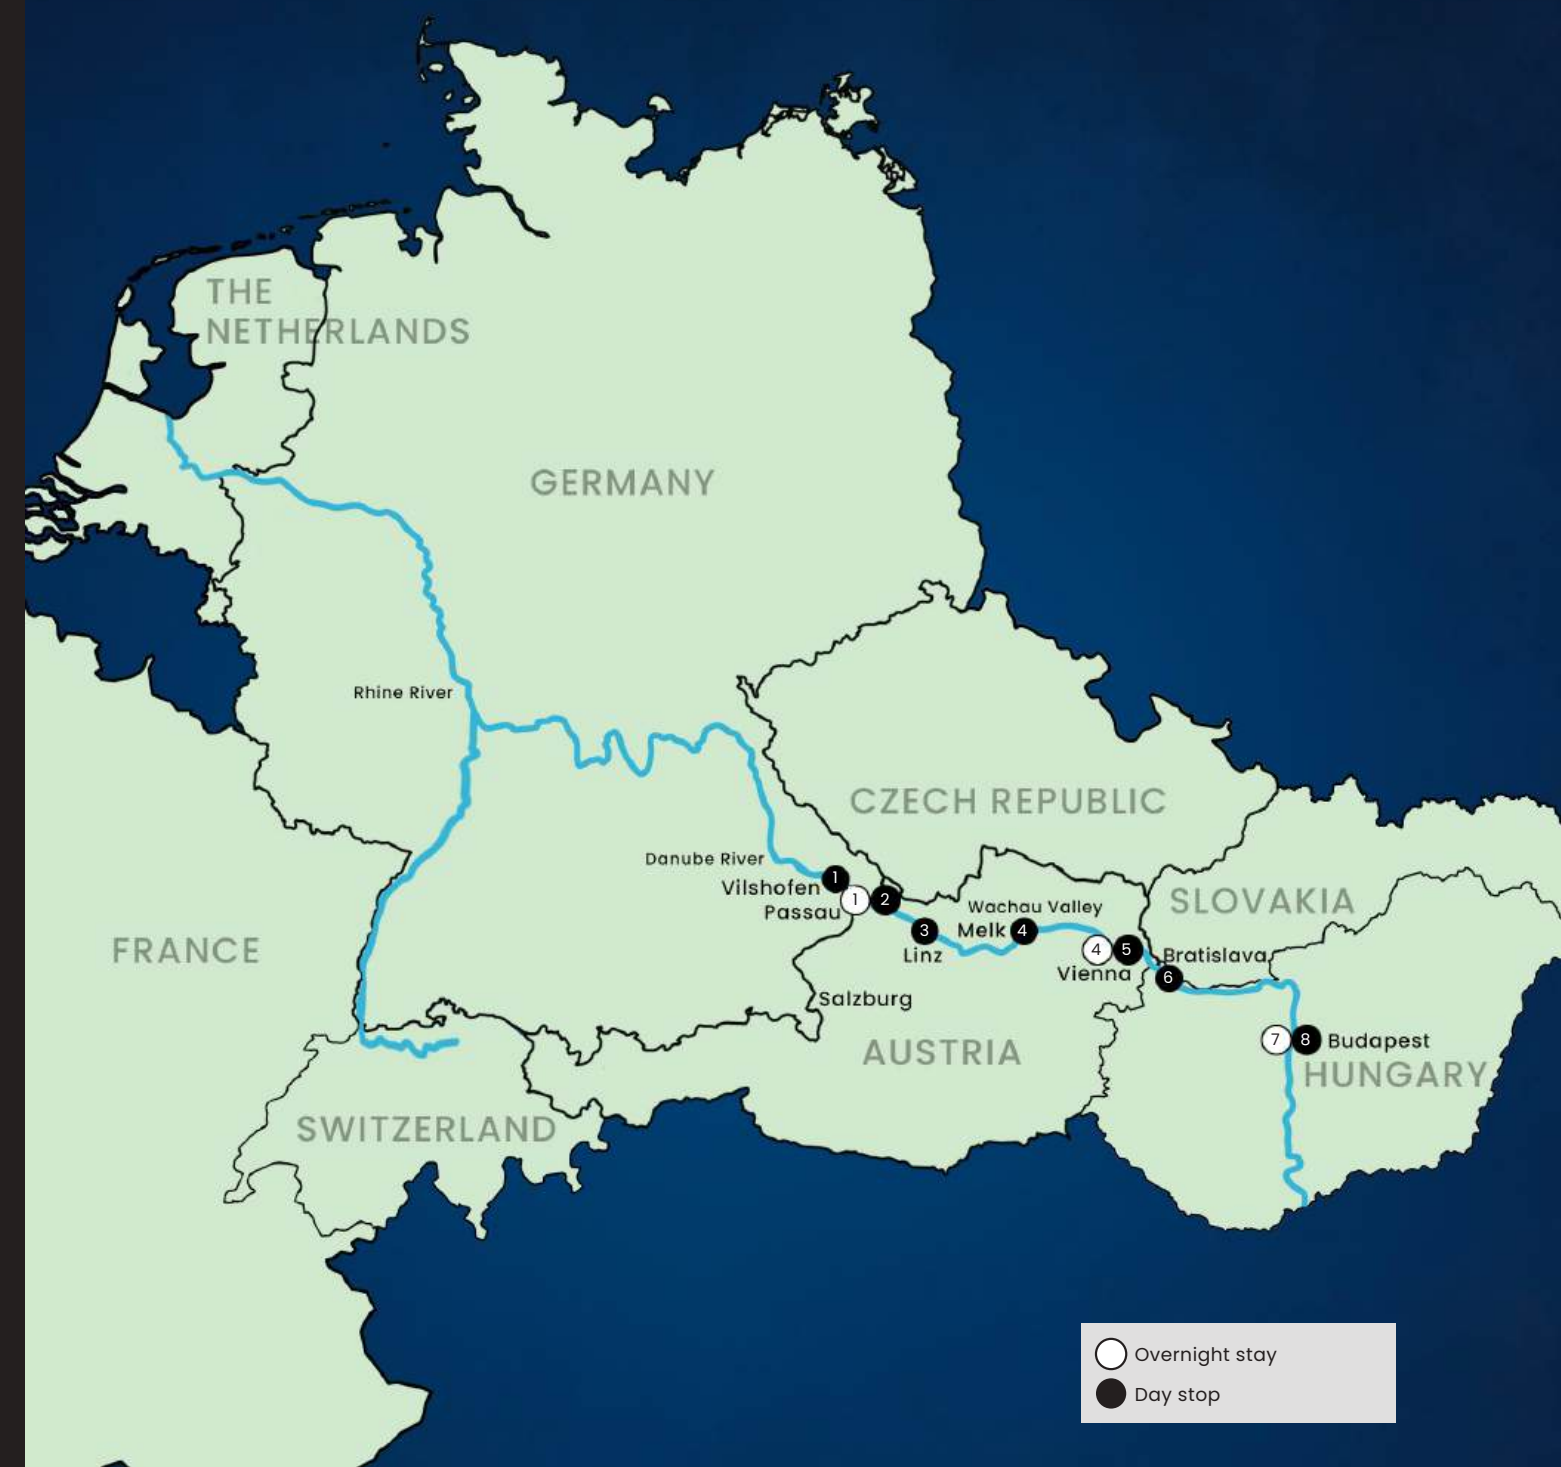 THE
NETHERLANDS
GERMANY
Rhine River
CZECH REPUBLIC
Danube River
1
Vilshofen
1
2
Passau
SLOVAKIA
Wachau Valley
3
Melk
4
Linz
FRANCE
4
5
Vienna
Bratislava
6
Salzburg
7
8
Budapest
AUSTRIA
HUNGARY
SWITZERLAND
Overnight stay
Day stop